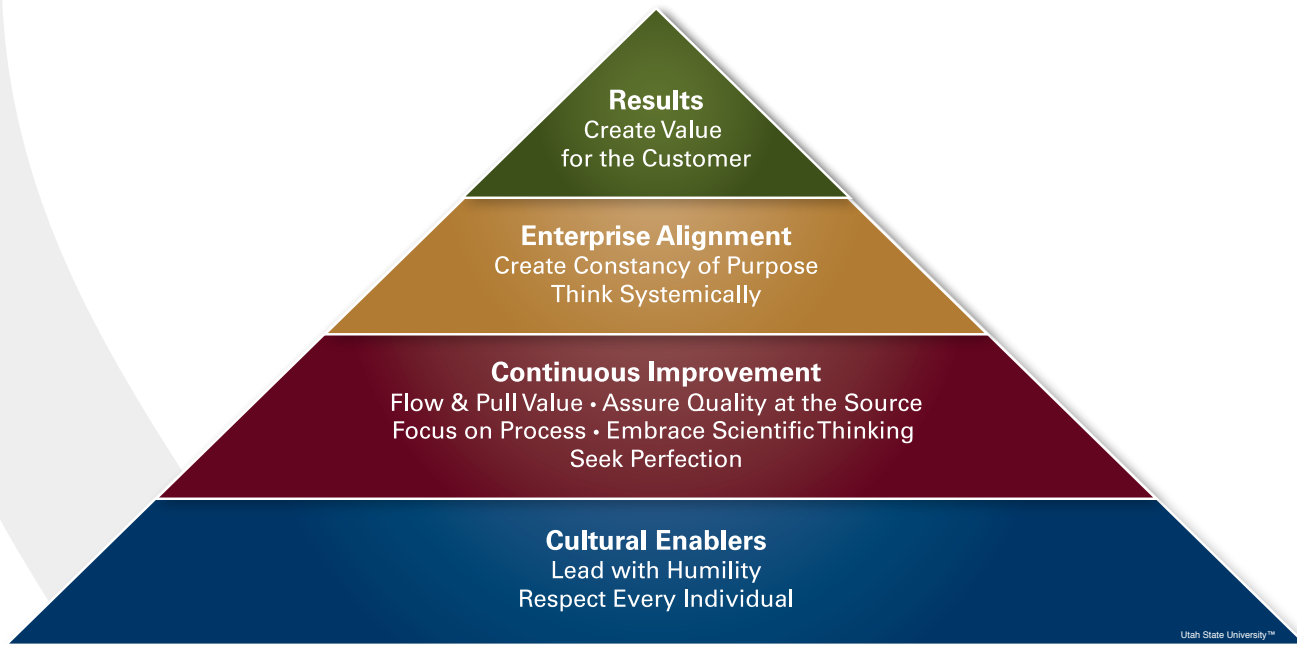 Results
Create Value
for the Customer
Enterprise Alignment
Create Constancy of Purpose
Think Systemically
Continuous Improvement
Flow & Pull Value • Assure Quality at the Source
Focus on Process • Embrace Scientific Thinking
Seek Perfection
Cultural Enablers
Lead with Humility
Respect Every Individual
Utah State University™